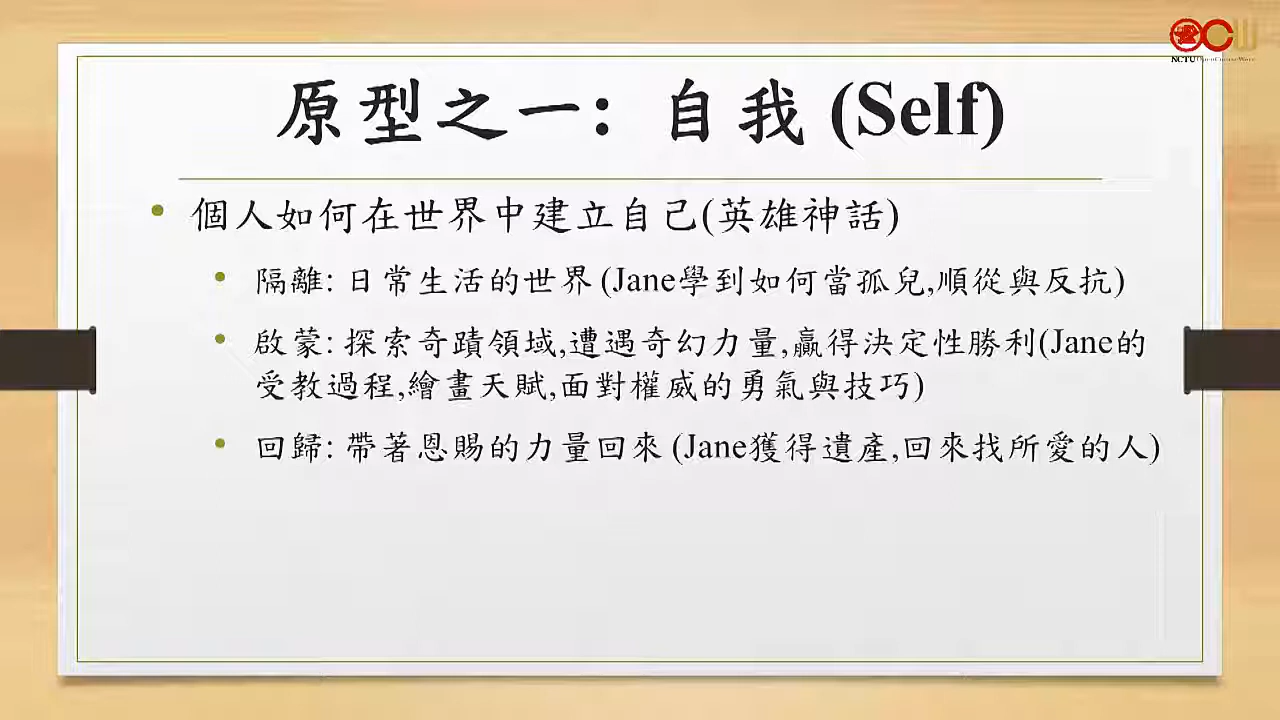 OCW
NCTU OpenCourseWare
原型之一：自我 (Self)
• 個人如何在世界中建立自己(英雄神話)
• 隔離: 日常生活的世界 (Jane學到如何當孤兒,順從與反抗)
• 啟蒙: 探索奇蹟領域,遭遇奇幻力量,贏得決定性勝利(Jane的
受教過程,繪畫天賦,面對權威的勇氣與技巧)
• 回歸: 帶著恩賜的力量回來 (Jane獲得遺產,回來找所愛的人)